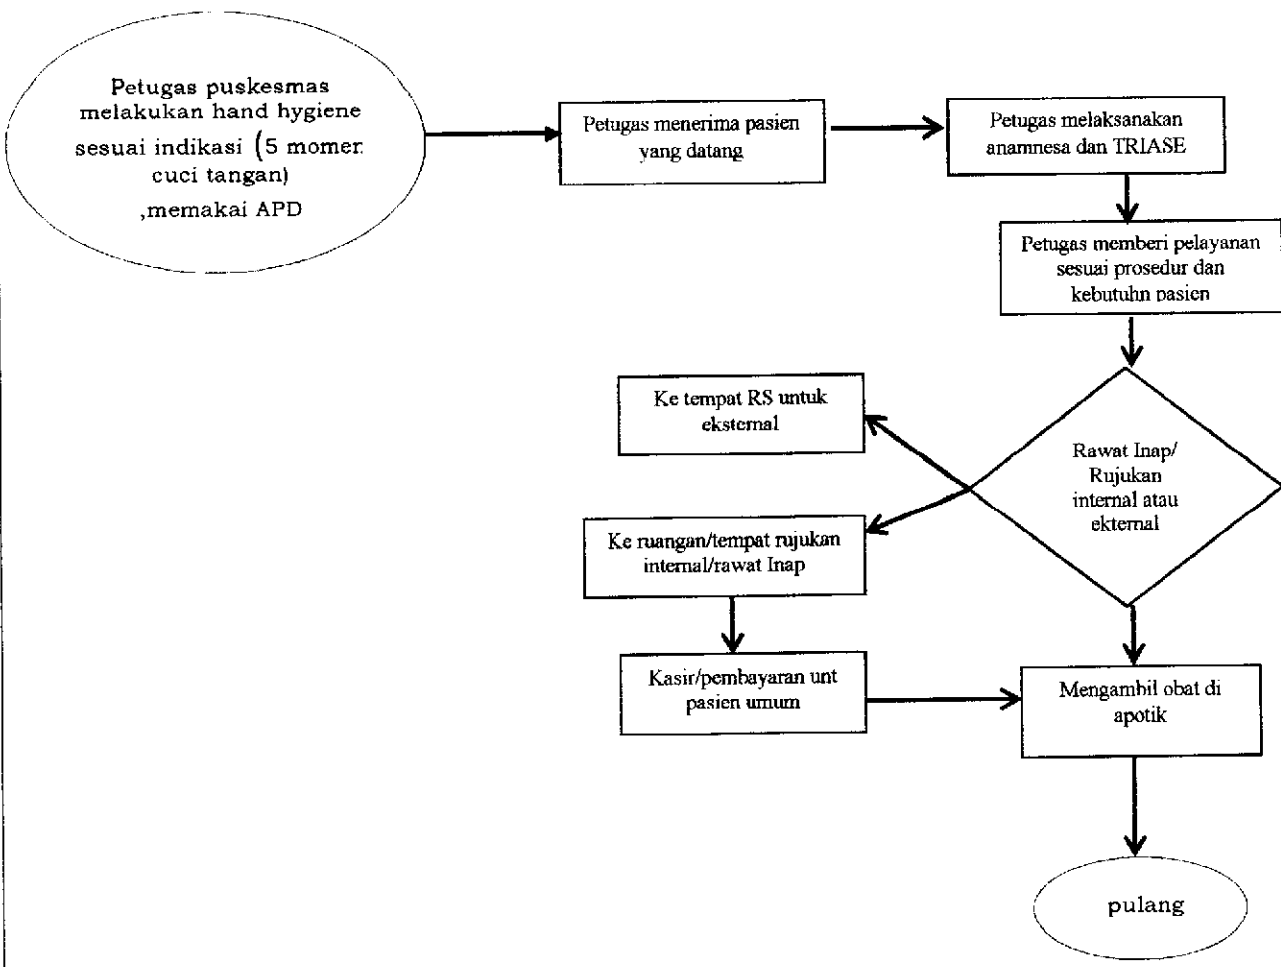 Petugas puskesmas
melakukan hand hygiene
sesuai indikasi (5 momen
cuci tangan)
,memakai APD
Petugas menerima pasien
yang datang
Petugas melaksanakan
anamnesa dan TRIASE
Petugas memberi pelayanan
sesuai prosedur dan
kebutuhn pasien
Rawat Inap/
Rujukan
internal atau
ekternal
Ke tempat RS untuk
eksternal
Ke ruangan/tempat rujukan
internal/rawat Inap
Kasir/pembayaran unt
pasien umum
Mengambil obat di
apotik
pulang